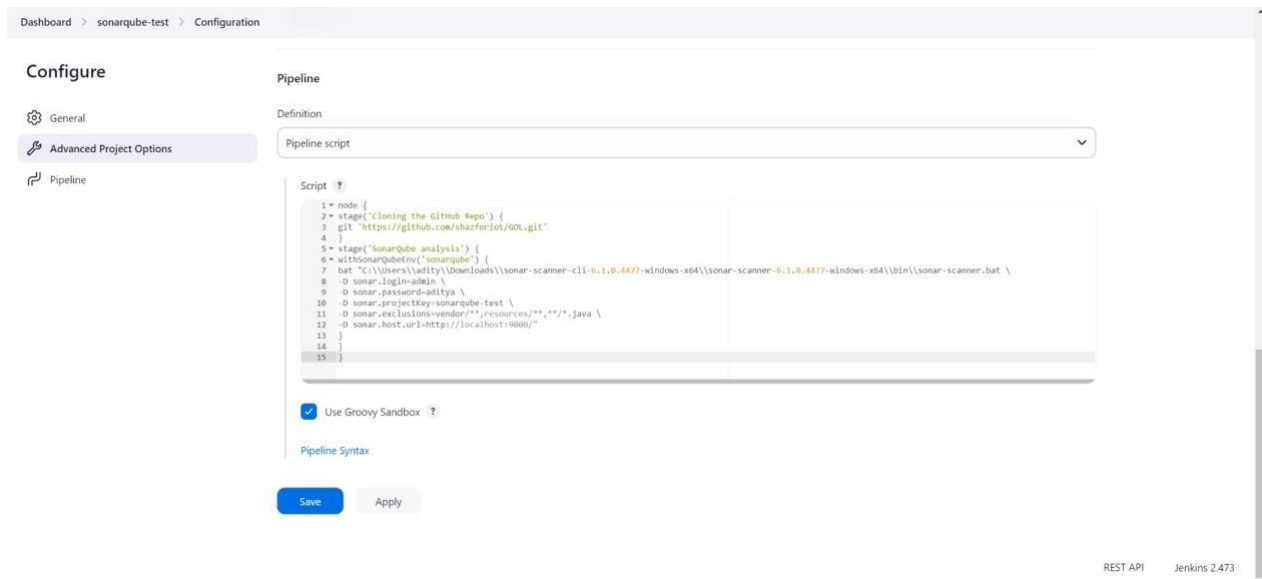 Dashboard > sonarqube-test > Configuration
Configure
General
Advanced Project Options
Pipeline
Pipeline
Definition
Pipeline script
Script ?
1 node {
2 stage('Cloning the GitHub Repo') {
3 git 'https://github.com/shazforiot/GOL.git'
4 }
5 stage('SonarQube analysis') {
6 withSonarQubeEnv('sonarqube') {
7 bat "C:\\Users\\adity\\Downloads\\sonar-scanner-cli-6.1.0.4477-windows-x64\\sonar-scanner-6.1.0.4477-windows-x64\\bin\\sonar-scanner.bat \
8 -D sonar.login=admin \
9 -D sonar.password=aditya \
10 -D sonar.projectKey=sonarqube-test \
11 -D sonar.exclusions=vendor/**,resources/**,**/*.java \
12 -D sonar.host.url=http://localhost:9000/"
13 }
14 }
15 }
Use Groovy Sandbox ?
Pipeline Syntax
Save Apply
REST API Jenkins 2.473